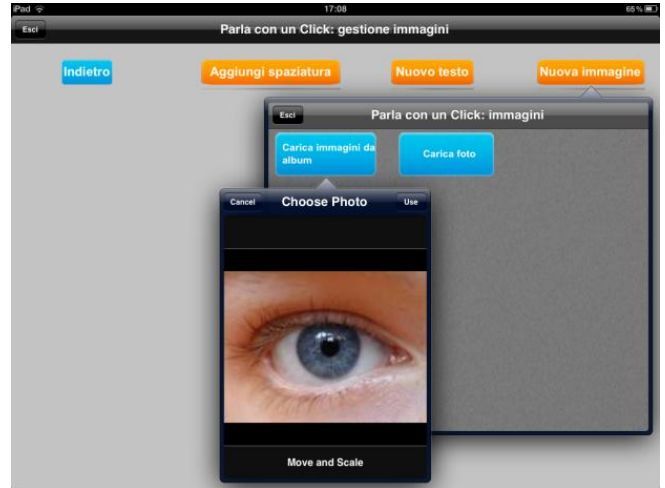 iPad 17:08 65%
Esci Parla con un Click: gestione immagini
Indietro Aggiungi spaziatura Nuovo testo Nuova immagine
Esci Parla con un Click: immagini
Carica immagini da
album
Carica foto
Cancel Choose Photo Use
Move and Scale